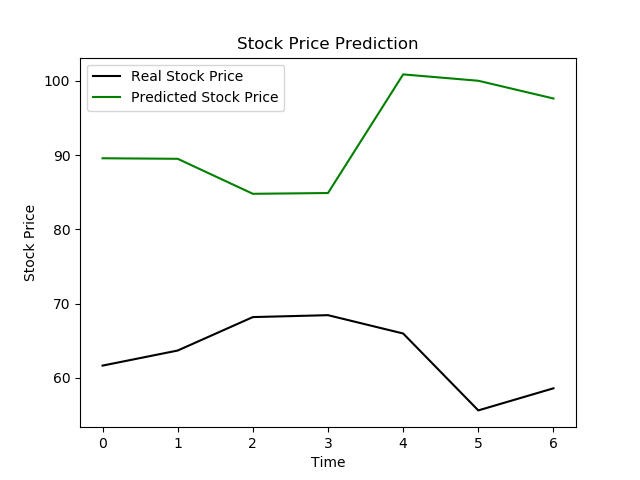 Stock Price Prediction
Real Stock Price
Predicted Stock Price
Stock Price
100
90
80
70
60
0 1 2 3 4 5 6
Time